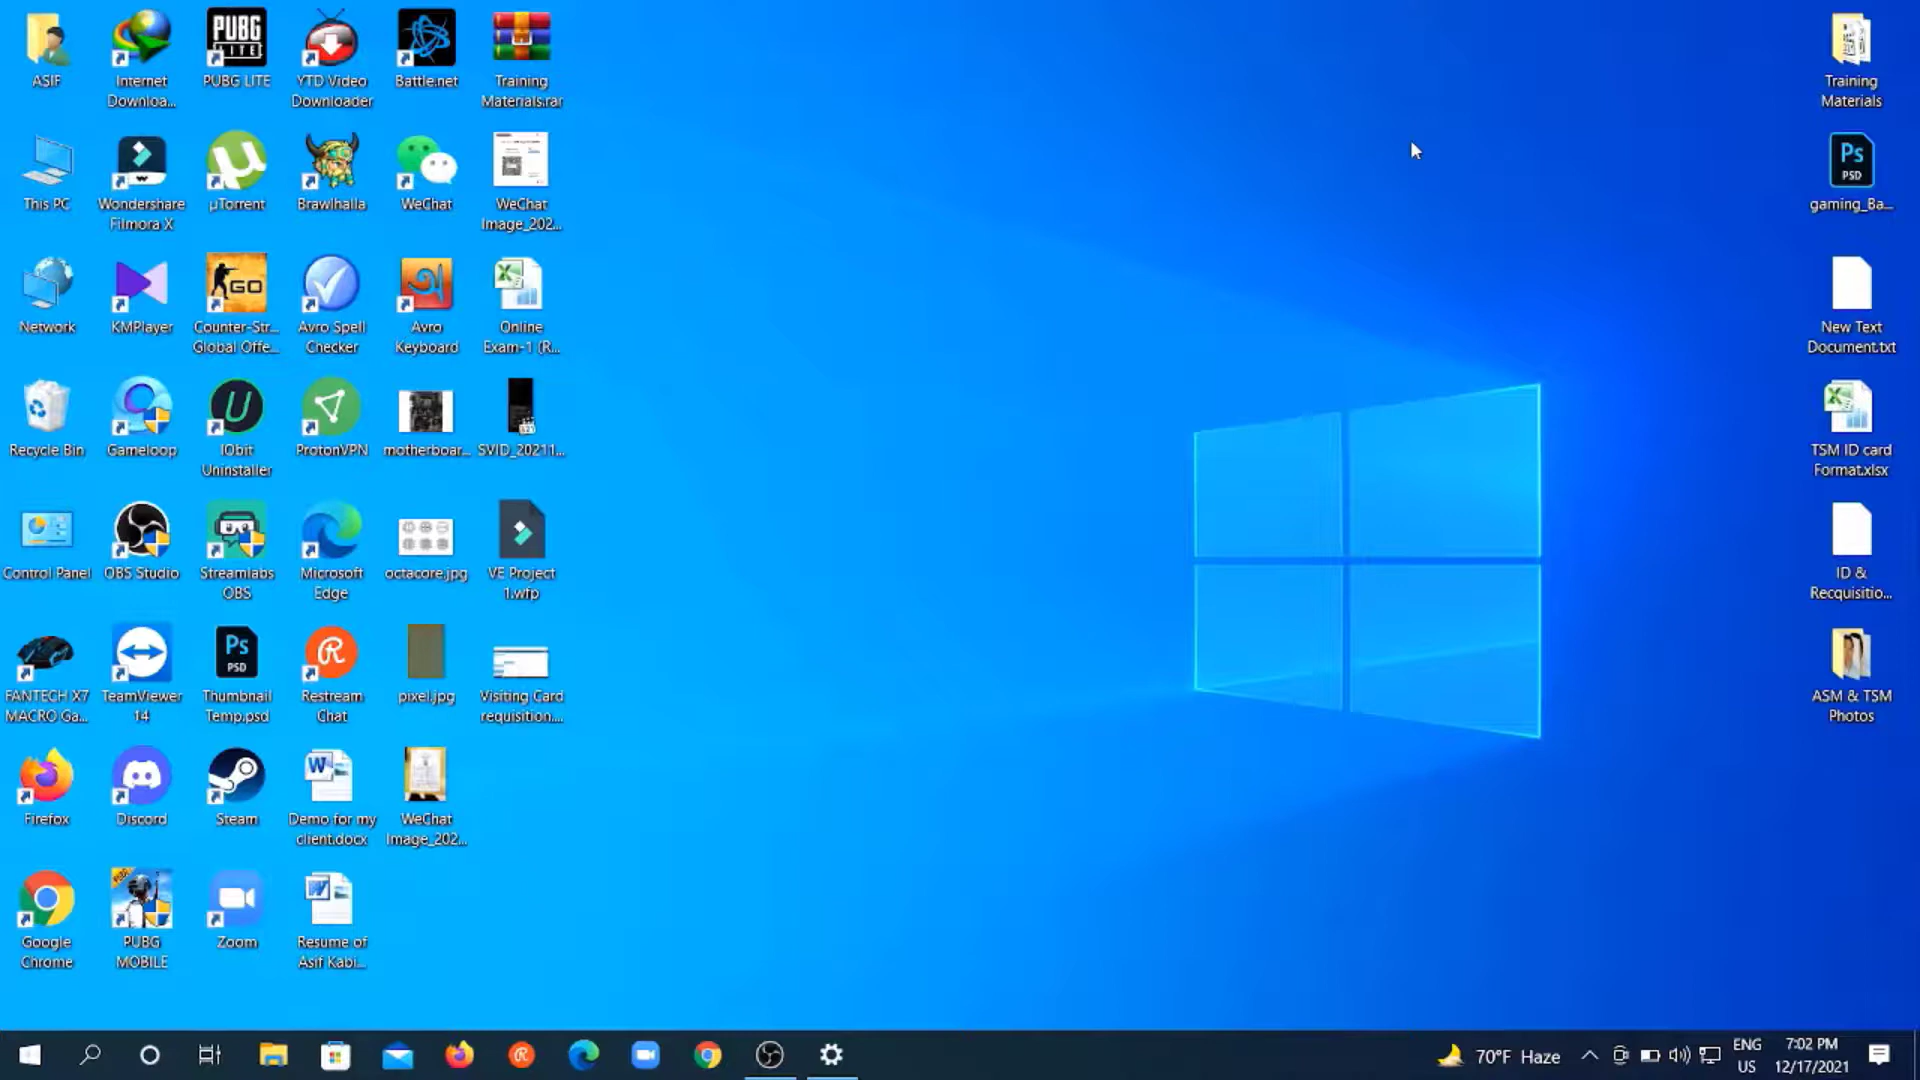 ASIF
Internet
Downloa...
PUBG
LITE
PUBG LITE
YTD Video
Downloader
Battle.net
Training
Materials.rar
Training
Materials
This PC
Wondershare
Filmora X
µTorrent
Brawlhalla
WeChat
WeChat
Image_202...
Ps
PSD
gaming_Ba...
Network
KMPlayer
GO
Counter-Str...
Global Offe...
Avro Spell
Checker
অ
Avro
Keyboard
Online
Exam-1 (R...
New Text
Document.txt
Recycle Bin
Gameloop
IObit
Uninstaller
ProtonVPN
motherboar...
SVID_20211...
TSM ID card
Format.xlsx
Control Panel
OBS Studio
Streamlabs
OBS
Microsoft
Edge
octacore.jpg
VE Project
1.wfp
ID &
Recquisitio...
FANTECH X7
MACRO Ga...
TeamViewer
14
Ps
PSD
Thumbnail
Temp.psd
Restream
Chat
pixel.jpg
Visiting Card
requisition....
ASM & TSM
Photos
Firefox
Discord
Steam
Demo for my
client.docx
WeChat
Image_202...
Google
Chrome
PUBG
MOBILE
Zoom
Resume of
Asif Kabi...
70°F Haze
ENG
US
7:02 PM
12/17/2021